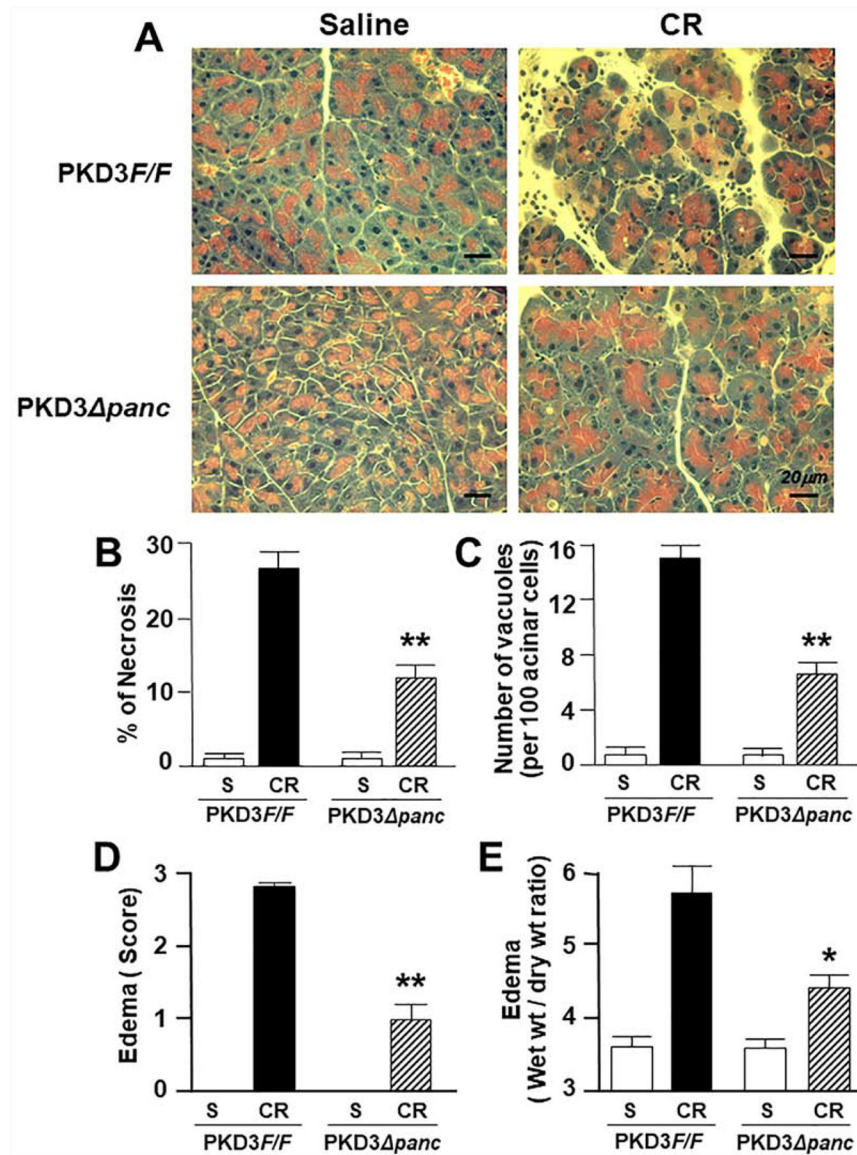 A
Saline
CR
PKD3F/F
PKD3Δpanc
20μm
B
% of Necrosis
30
20
10
0
**
S CR S CR
PKD3F/F PKD3Δpanc
C
Number of vacuoles
(per 100 acinar cells)
16
12
8
4
0
**
S CR S CR
PKD3F/F PKD3Δpanc
D
Edema ( Score)
3
2
1
0
**
S CR S CR
PKD3F/F PKD3Δpanc
E
Edema
( Wet wt / dry wt ratio)
6
5
4
3
*
S CR S CR
PKD3F/F PKD3Δpanc